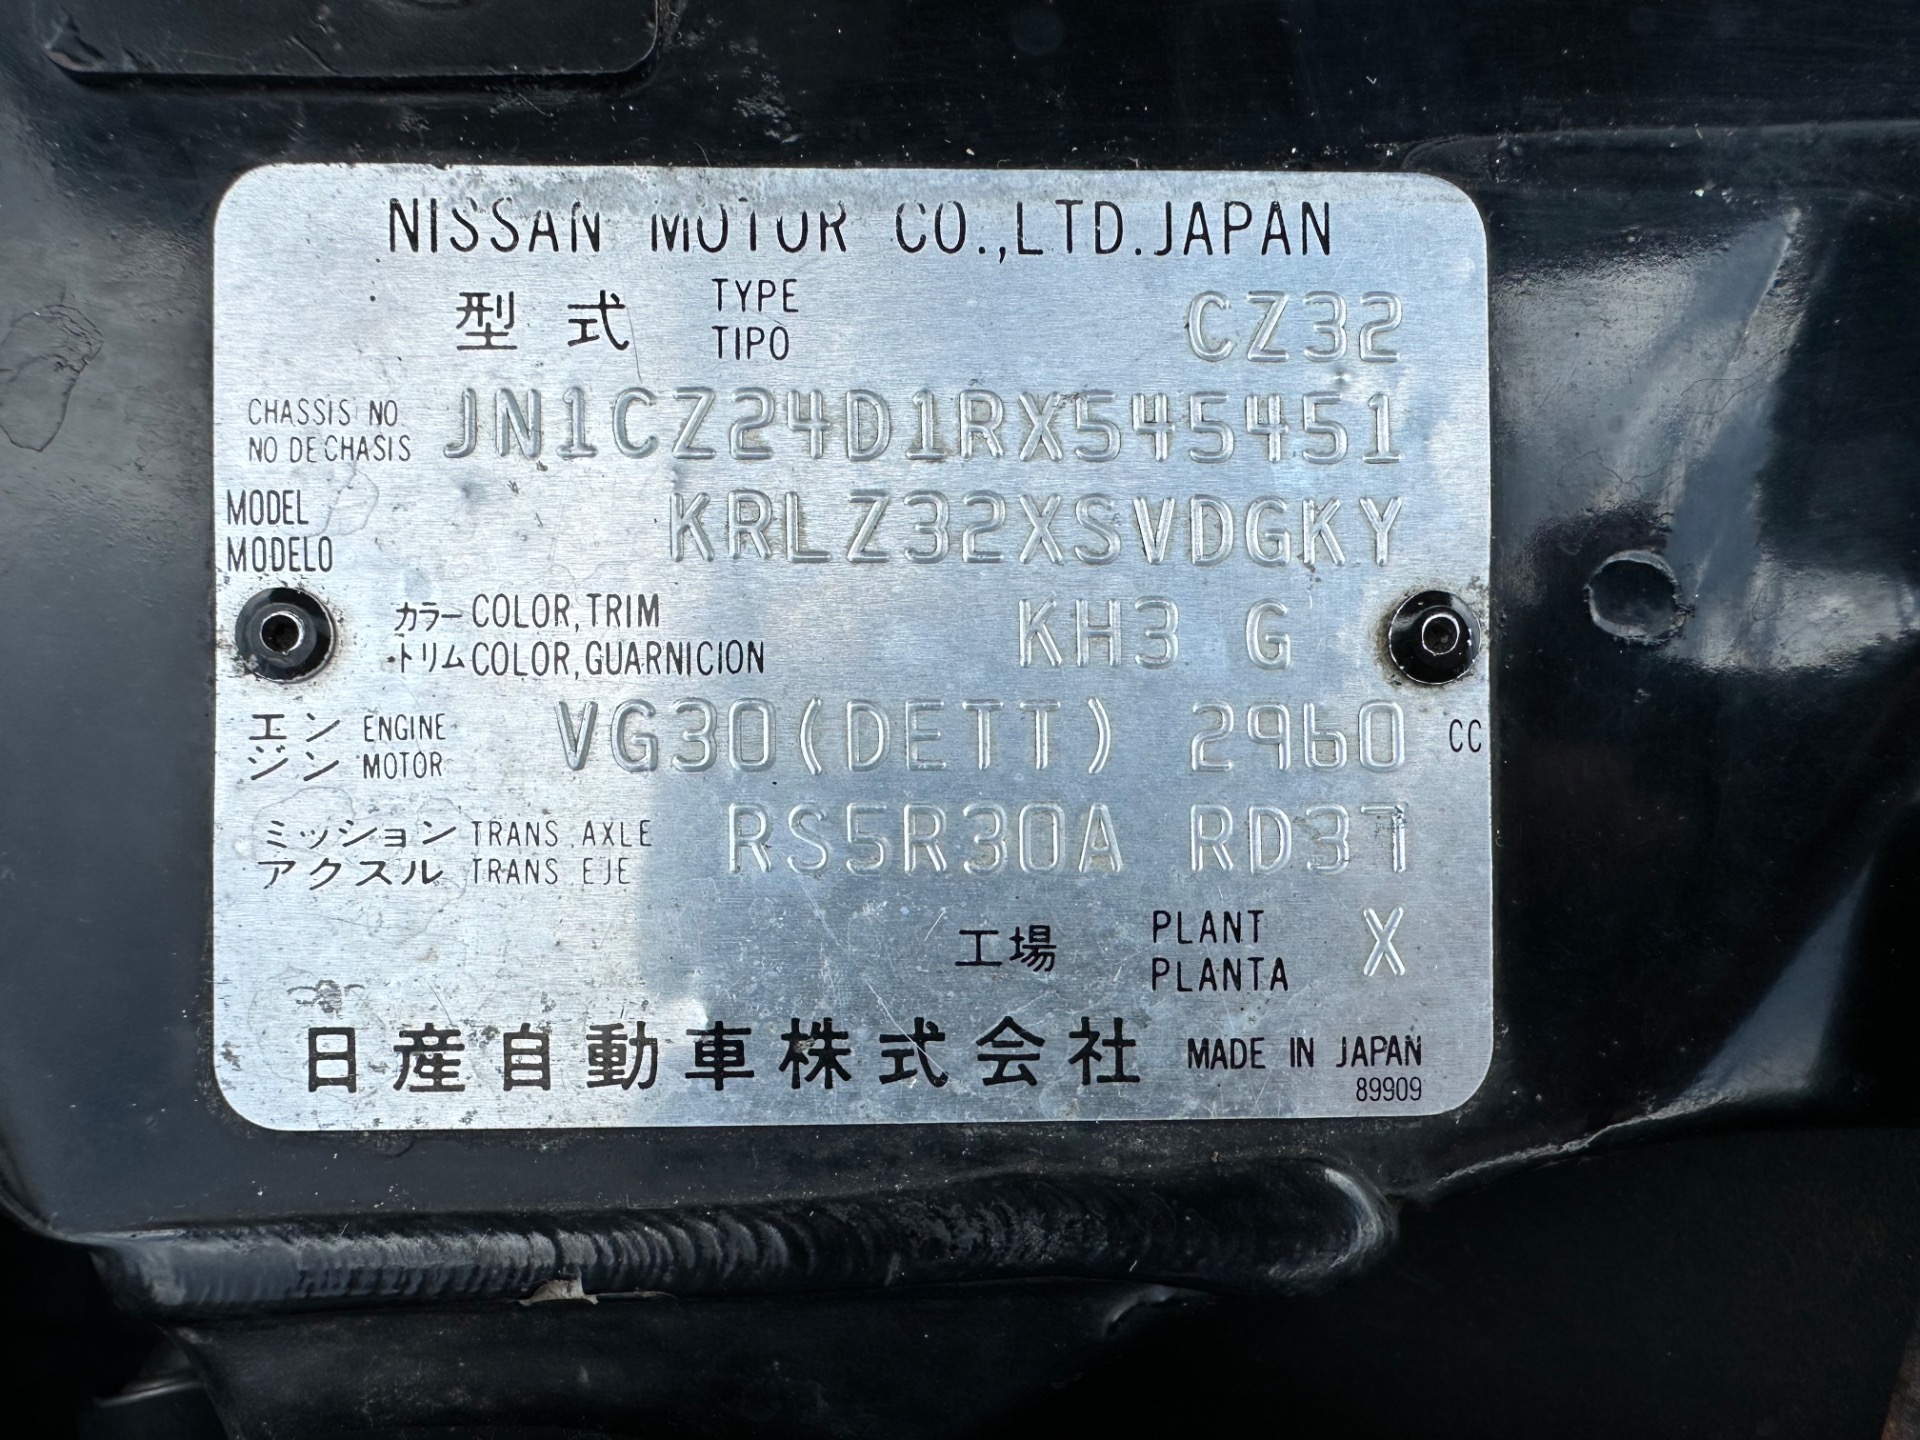 NISSAN MOTOR CO.,LTD.JAPAN
型式 TYPE TIPO CZ32
CHASSIS NO NO DE CHASIS JN1CZ24D1RX545451
MODEL MODELO KRLZ32XSVDGKY
カラー COLOR,TRIM KH3 G
トリム COLOR,GUARNICION
エンジン ENGINE MOTOR VG30(DETT) 2960 CC
ミッション TRANS. AXLE RS5R30A RD37
アクスル TRANS. EJE
工場 PLANT PLANTA X
日産自動車株式会社 MADE IN JAPAN
89909